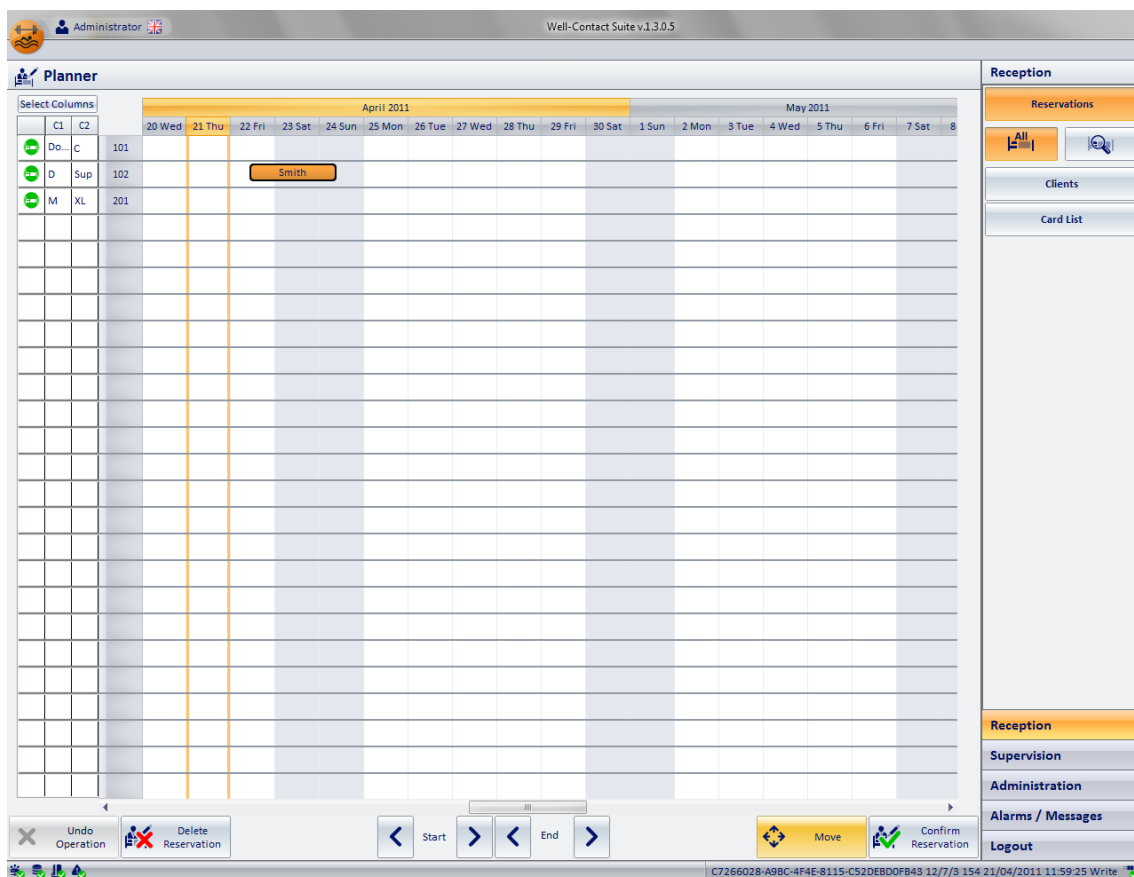 Administrator
Well-Contact Suite v.1.3.0.5
Planner
Reception
Select Columns
April 2011
May 2011
Reservations
C1 C2
20 Wed 21 Thu 22 Fri 23 Sat 24 Sun 25 Mon 26 Tue 27 Wed 28 Thu 29 Fri 30 Sat 1 Sun 2 Mon 3 Tue 4 Wed 5 Thu 6 Fri 7 Sat 8
All
Do... C 101
D Sup 102
Smith
M XL 201
Clients
Card List
Reception
Supervision
Administration
Alarms / Messages
Logout
Undo
Operation
Delete
Reservation
Start
End
Move
Confirm
Reservation
C7266028-A9BC-4F4E-8115-C52DEBD0FB43 12/7/3 154 21/04/2011 11:59:25 Write